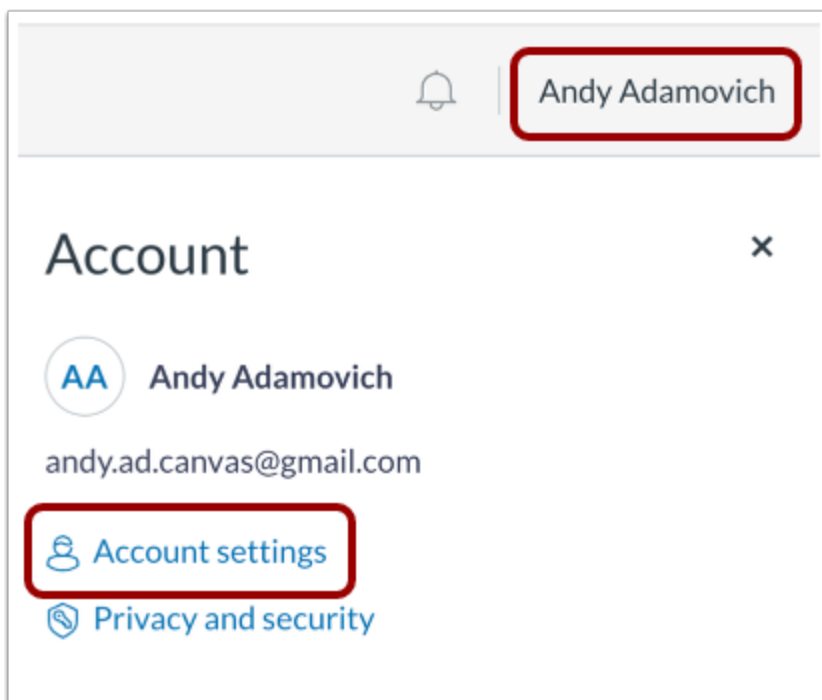 Andy Adamovich
Account
AA Andy Adamovich
andy.ad.canvas@gmail.com
Account settings
Privacy and security